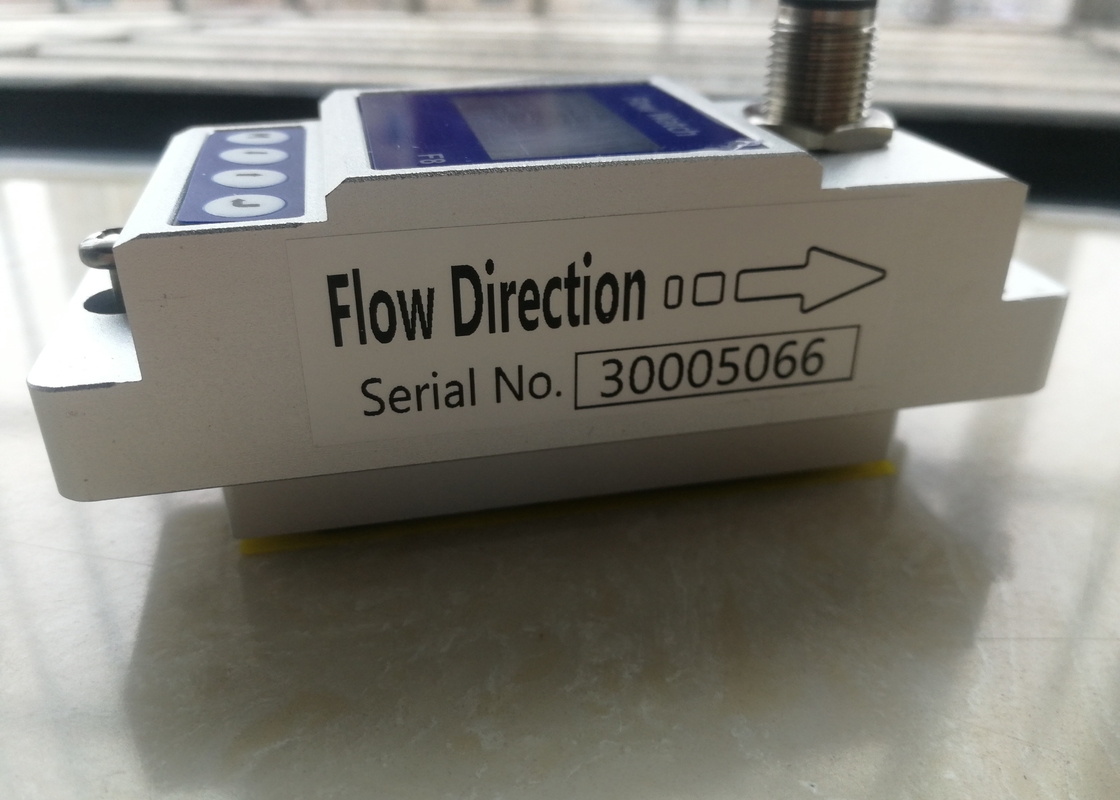 Flow Direction
Serial No. 30005066